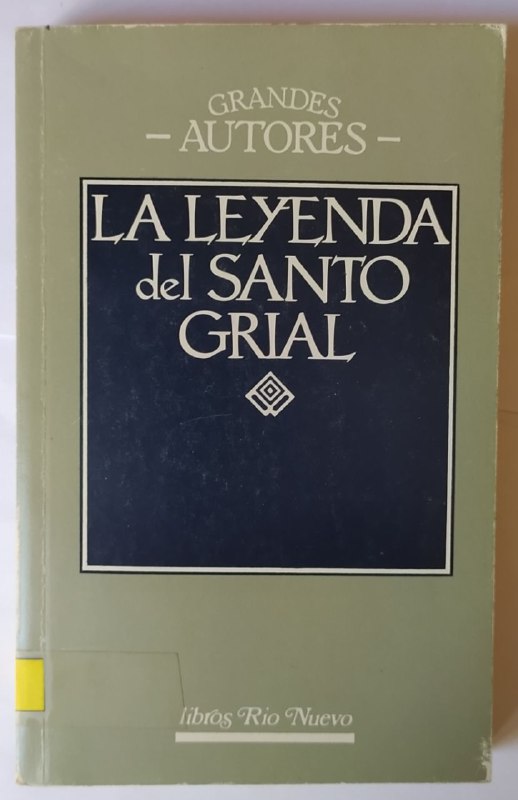 GRANDES
— AUTORES —
LA LEYENDA
del SANTO
GRIAL
libros Rio Nuevo